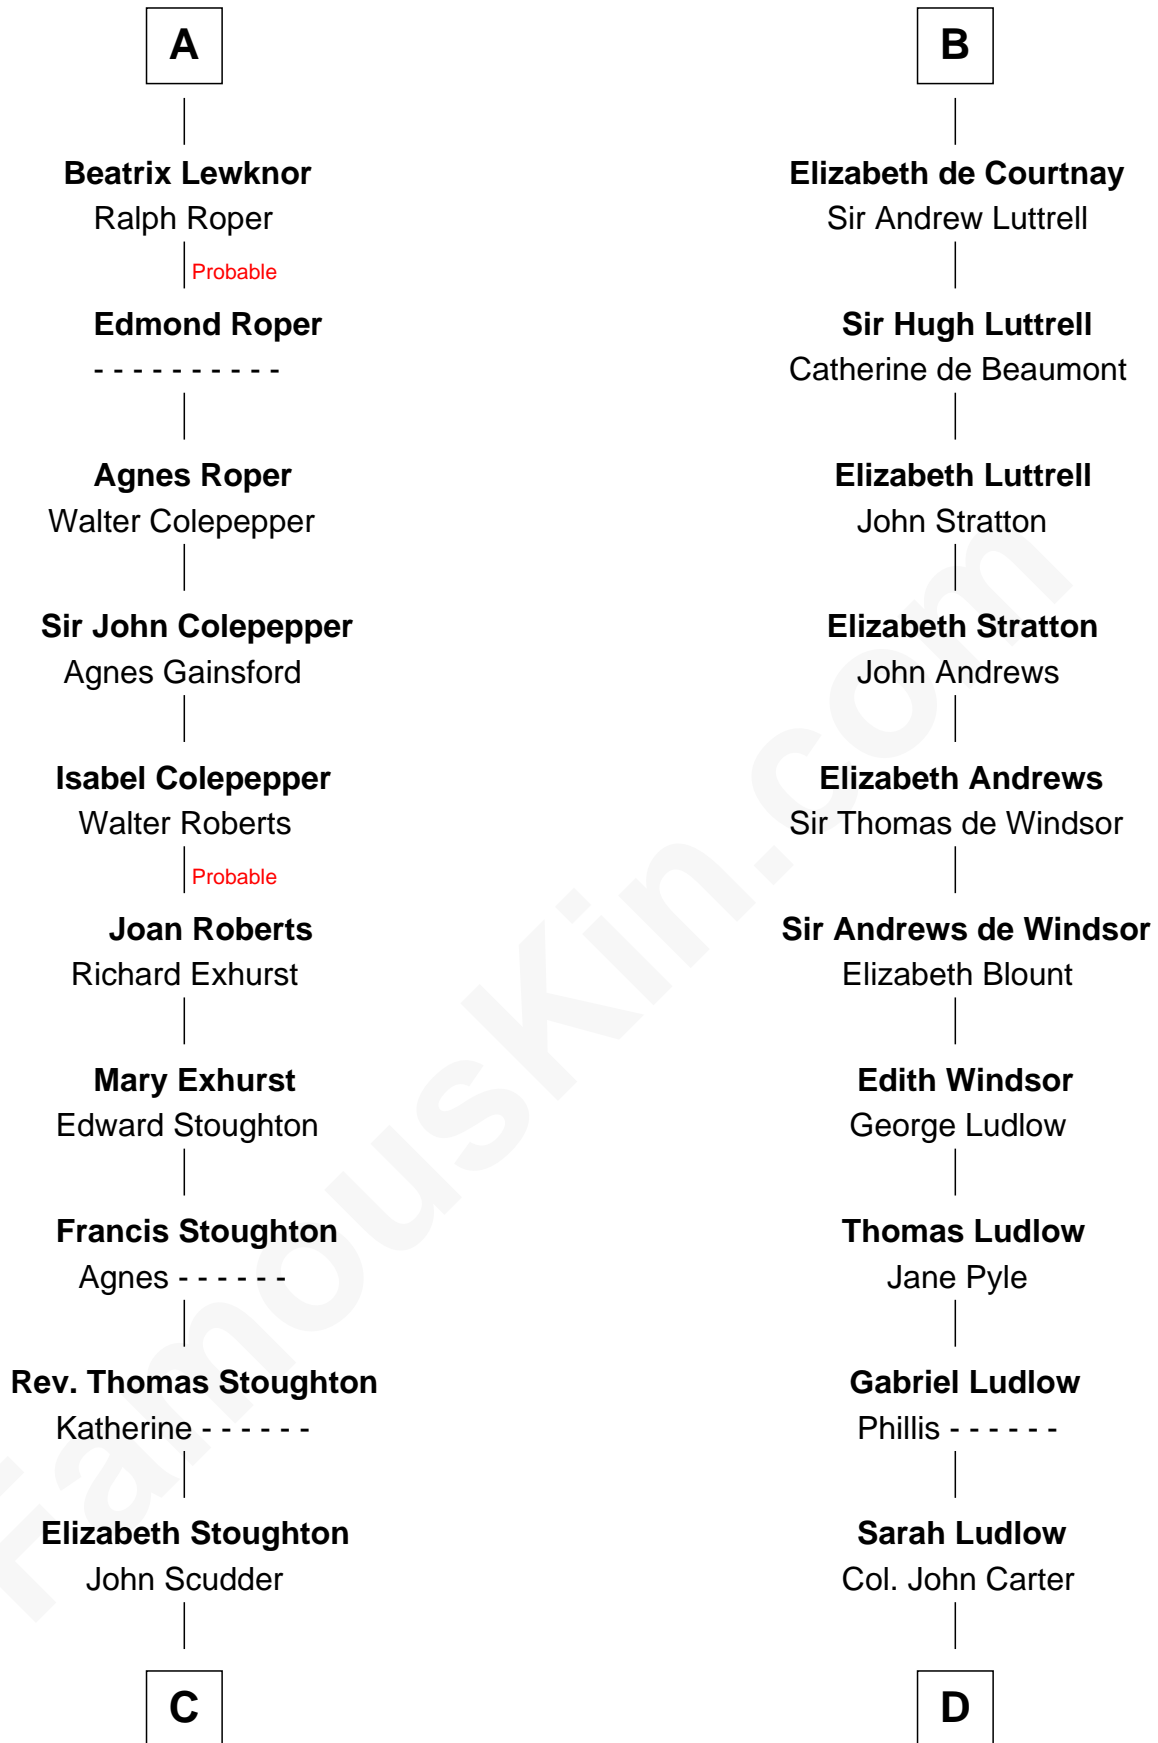 A
Beatrix Lewknor
Ralph Roper
Probable
Edmond Roper
- - - - - - - - - -
Agnes Roper
Walter Colepepper
Sir John Colepepper
Agnes Gainsford
Isabel Colepepper
Walter Roberts
Probable
Joan Roberts
Richard Exhurst
Mary Exhurst
Edward Stoughton
Francis Stoughton
Agnes - - - - - -
Rev. Thomas Stoughton
Katherine - - - - - -
Elizabeth Stoughton
John Scudder
C
B
Elizabeth de Courtnay
Sir Andrew Luttrell
Sir Hugh Luttrell
Catherine de Beaumont
Elizabeth Luttrell
John Stratton
Elizabeth Stratton
John Andrews
Elizabeth Andrews
Sir Thomas de Windsor
Sir Andrews de Windsor
Elizabeth Blount
Edith Windsor
George Ludlow
Thomas Ludlow
Jane Pyle
Gabriel Ludlow
Phillis - - - - - -
Sarah Ludlow
Col. John Carter
D
FamousKin.com